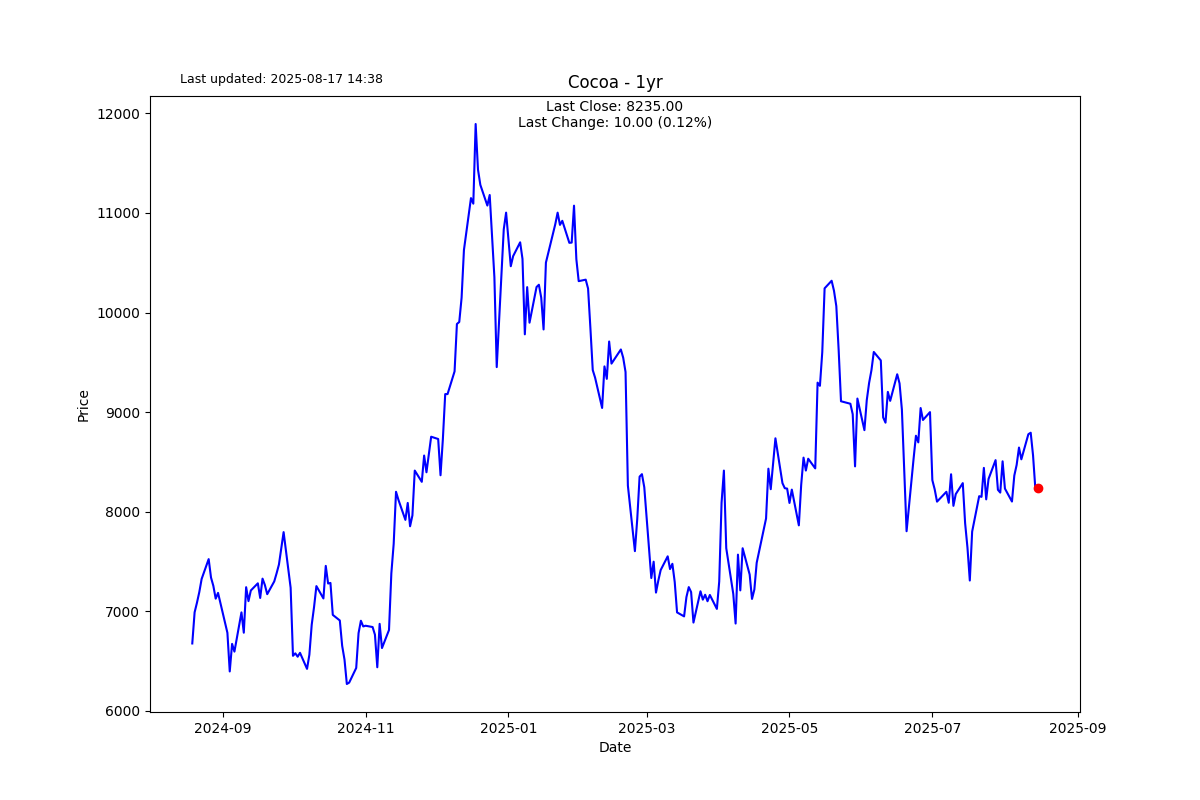 Last updated: 2025-08-17 14:38
Cocoa - 1yr
Last Close: 8235.00
Last Change: 10.00 (0.12%)
12000
11000
10000
9000
8000
7000
6000
Price
2024-09
2024-11
2025-01
2025-03
2025-05
2025-07
2025-09
Date